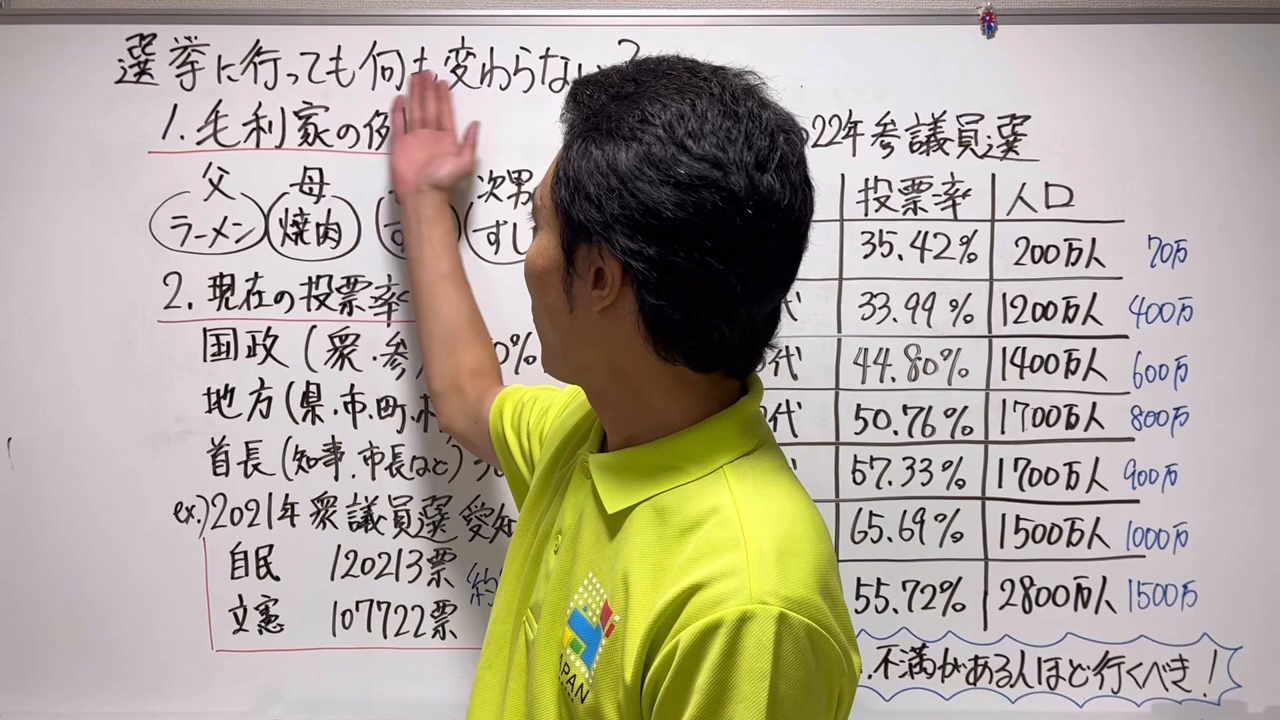 選挙に行っても何も変わらない?
1.毛利家の例
父 母 次男
ラーメン 焼肉 す すし
2.現在の投票率
国政(衆.参) 0%
地方(県.市.町.村
首長(知事.市長など)
ex.)2021年衆議員選 愛知
自民 120213票 約
立憲 107722票
22年参議員選
投票率 人口
35.42% 200万人 70万
代 33.99% 1200万人 400万
0代 44.80% 1400万人 600万
代 50.76% 1700万人 800万
57.33% 1700万人 900万
65.69% 1500万人 1000万
55.72% 2800万人 1500万
不満がある人ほど行くべき!
APAN